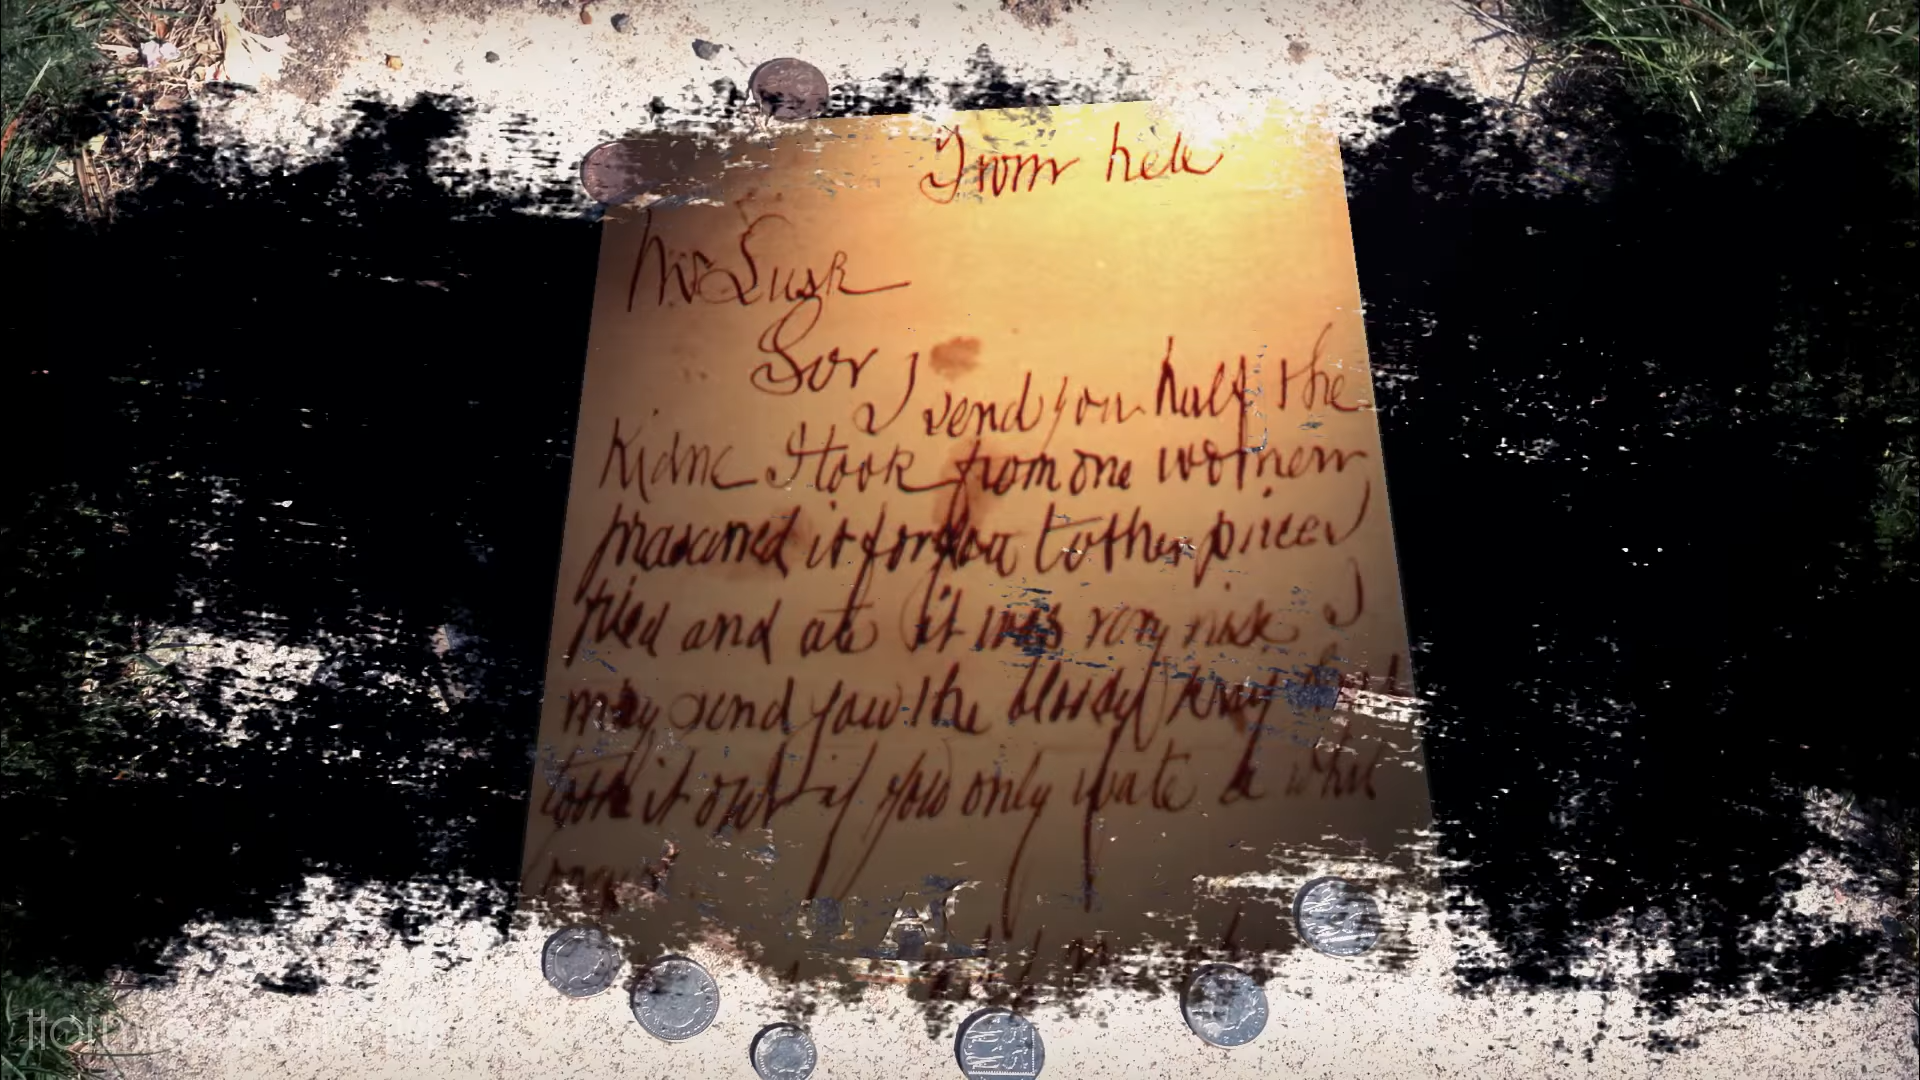 From hell
Mr Lusk
Sor
I send you half the
Kidne I took from one women
prasarved it for you tother piece I
fried and ate it was very nise I
may send you the bloody knif that
took it out if you only wate a whil